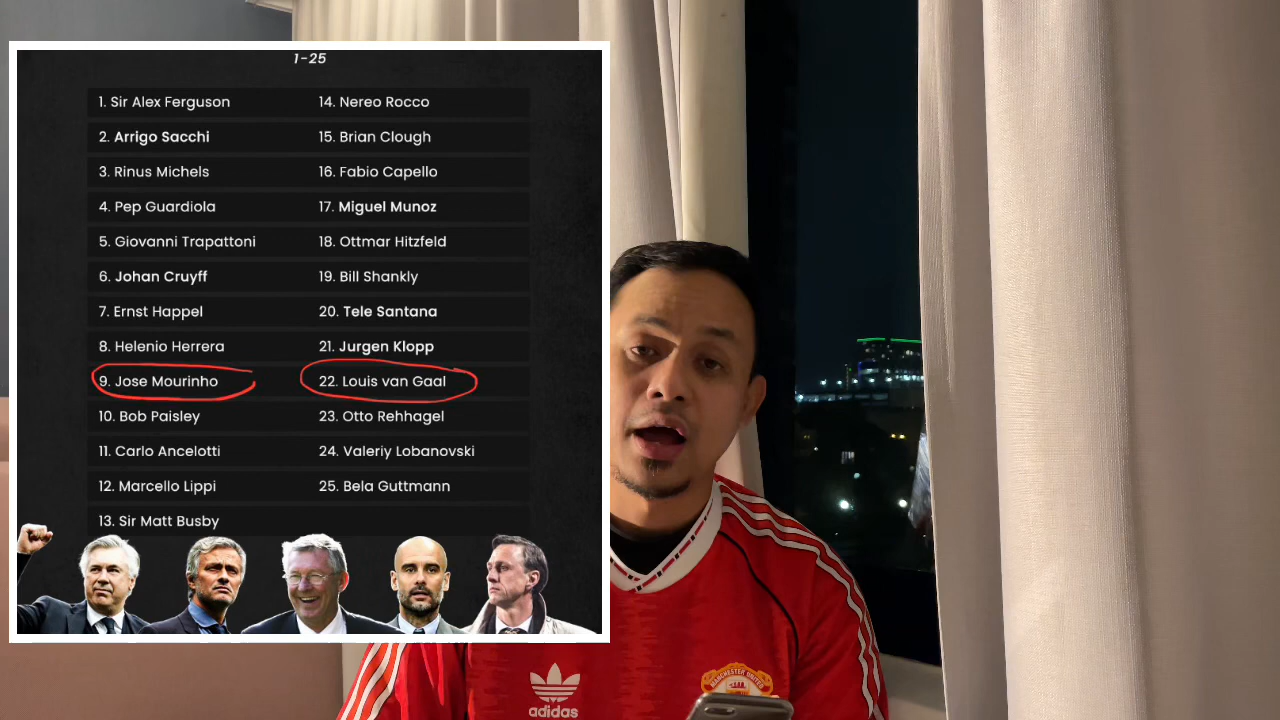 1-25
1. Sir Alex Ferguson
2. Arrigo Sacchi
3. Rinus Michels
4. Pep Guardiola
5. Giovanni Trapattoni
6. Johan Cruyff
7. Ernst Happel
8. Helenio Herrera
9. Jose Mourinho
10. Bob Paisley
11. Carlo Ancelotti
12. Marcello Lippi
13. Sir Matt Busby
14. Nereo Rocco
15. Brian Clough
16. Fabio Capello
17. Miguel Munoz
18. Ottmar Hitzfeld
19. Bill Shankly
20. Tele Santana
21. Jurgen Klopp
22. Louis van Gaal
23. Otto Rehhagel
24. Valeriy Lobanovski
25. Bela Guttmann
adidas
MANCHESTER UNITED